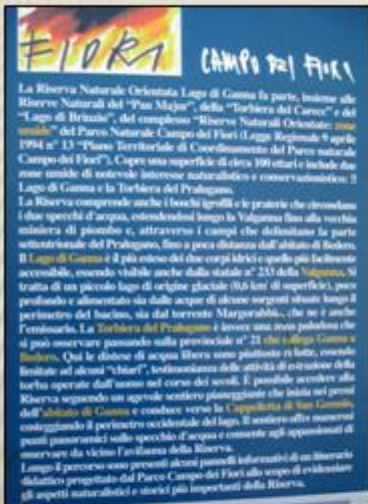 FIORI
CAMPO DEI FIORI
La Riserva Naturale Orientata Lago di Ganna fa parte, insieme alle
Riserve Naturali del "Pau Majur", della "Torbiera del Carecc" e del
"Lago di Brinzio", del complesso "Riserve Naturali Orientate: zone
umide" del Parco Naturale Campo dei Fiori (Legge Regionale 9 aprile
1994 n° 13 "Piano Territoriale di Coordinamento del Parco naturale
Campo dei Fiori"). Copre una superficie di circa 100 ettari e include due
zone umide di notevole interesse naturalistico e conservazionistico: Il
Lago di Ganna e la Torbiera del Pralugano.
La Riserva comprende anche i boschi igrofili e le praterie che circondano
i due specchi d'acqua, estendendosi lungo la Valganna fino alla vecchia
miniera di piombo e, attraverso i campi che delimitano la parte
settentrionale del Pralugano, fino a poca distanza dall'abitato di Bedero.
Il Lago di Ganna è il più esteso dei due corpi idrici e quello più facilmente
accessibile, essendo visibile anche dalla statale n° 233 della Valganna. Si
tratta di un piccolo lago di origine glaciale (0,6 km² di superficie), poco
profondo e alimentato sia dalle acque di alcune sorgenti situate lungo il
perimetro del bacino, sia dal torrente Margorabbia, che ne è anche
l'emissario. La Torbiera del Pralugano è invece una zona paludosa che
si può osservare passando sulla provinciale n° 21 che collega Ganna a
Bedero. Qui le distese di acqua libera sono piuttosto ridotte, essendo
limitate ad alcuni "chiari", testimonianza delle attività di estrazione della
torba operate dall'uomo nel corso dei secoli. È possibile accedere alla
Riserva seguendo un agevole sentiero pianeggiante che inizia nei pressi
dell'abitato di Ganna e conduce verso la Cappelletta di San Gemolo,
costeggiando il perimetro occidentale del lago. Il sentiero offre numerosi
punti panoramici sullo specchio d'acqua e consente agli appassionati di
osservare da vicino l'avifauna della Riserva.
Lungo il percorso sono presenti alcuni pannelli informativi di un itinerario
didattico progettato dal Parco Campo dei Fiori allo scopo di evidenziare
gli aspetti naturalistici e storici più importanti della Riserva.